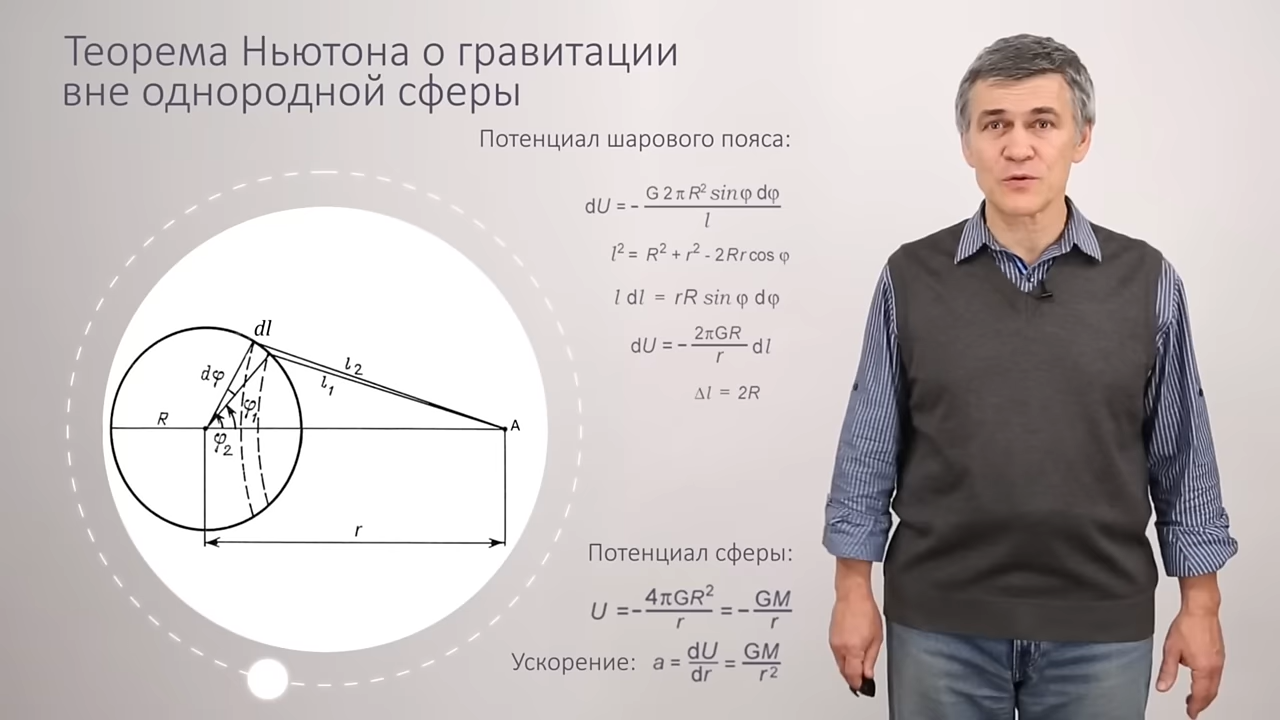 Теорема Ньютона о гравитации
вне однородной сферы
Потенциал шарового пояса:
dU = - G 2 π R² sin φ dφ / l
l² = R² + r² - 2Rr cos φ
l dl = rR sin φ dφ
dU = - 2πGR / r dl
Δl = 2R
dl
dφ
l₂
l₁
φ₁
R
φ₂
A
r
Потенциал сферы:
U = - 4πGR² / r = - GM / r
Ускорение: a = dU / dr = GM / r²